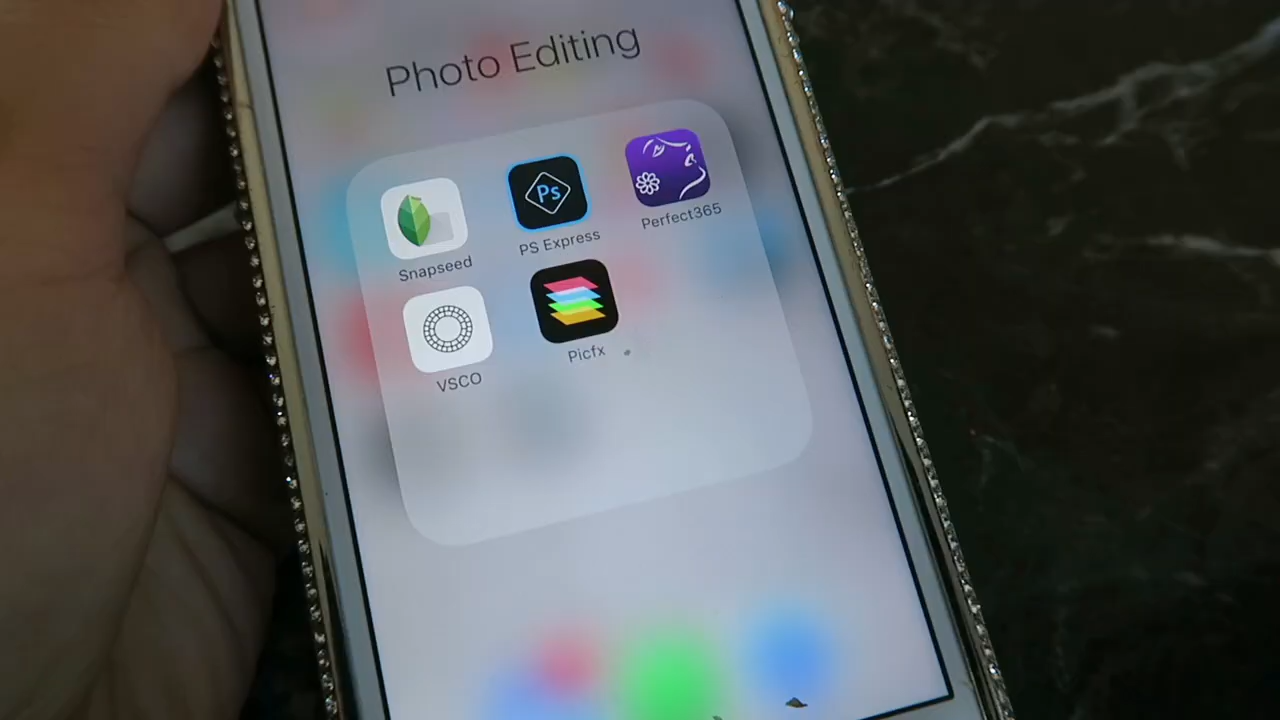 Photo Editing
Ps
Snapseed
PS Express
Perfect365
VSCO
Picfx